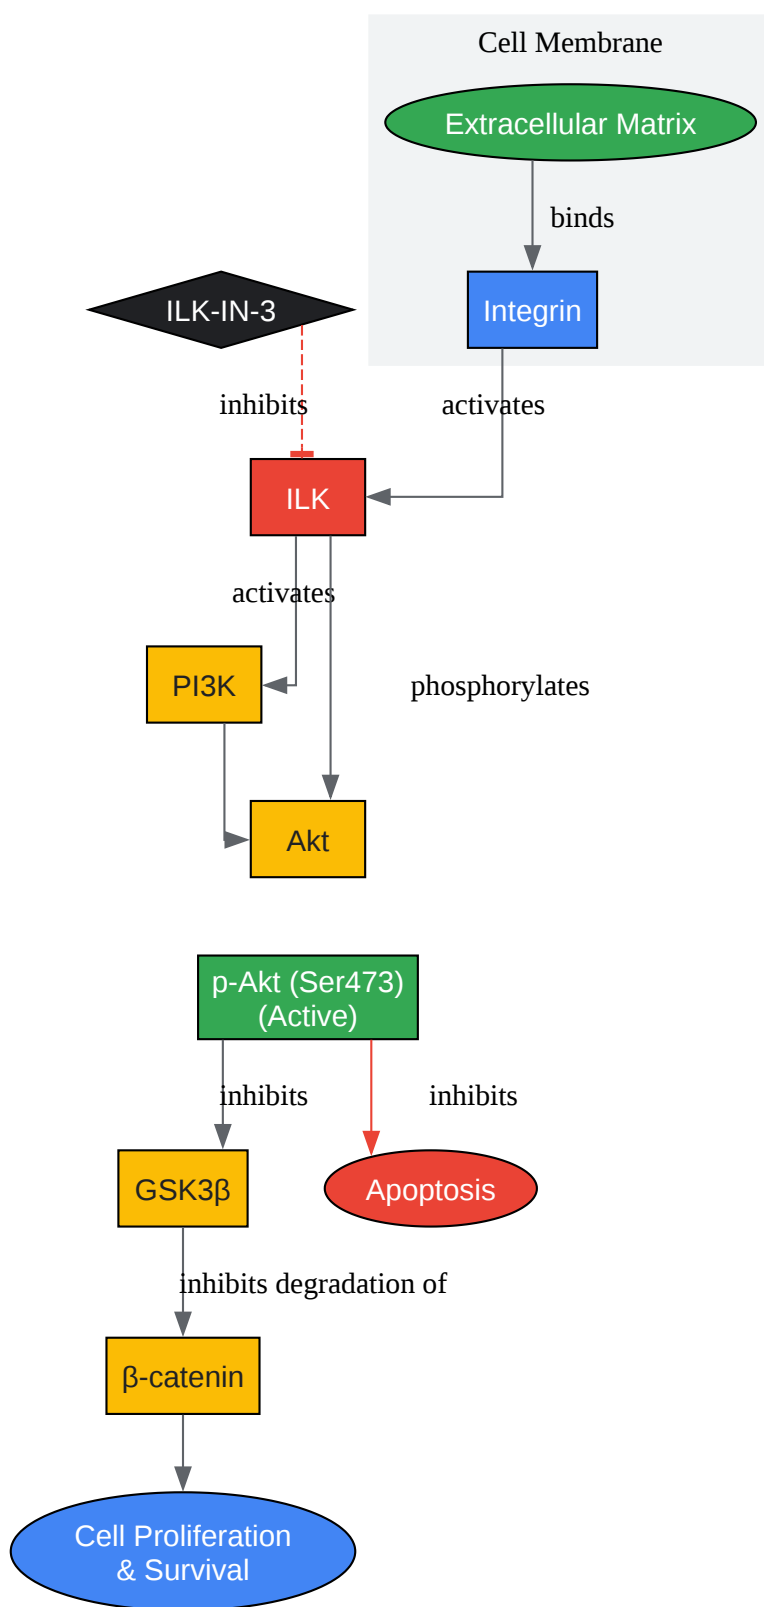 Cell Membrane
Extracellular Matrix
binds
ILK-IN-3
Integrin
inhibits
activates
ILK
activates
PI3K
phosphorylates
Akt
p-Akt (Ser473)
(Active)
inhibits
inhibits
GSK3β
Apoptosis
inhibits degradation of
β-catenin
Cell Proliferation
& Survival